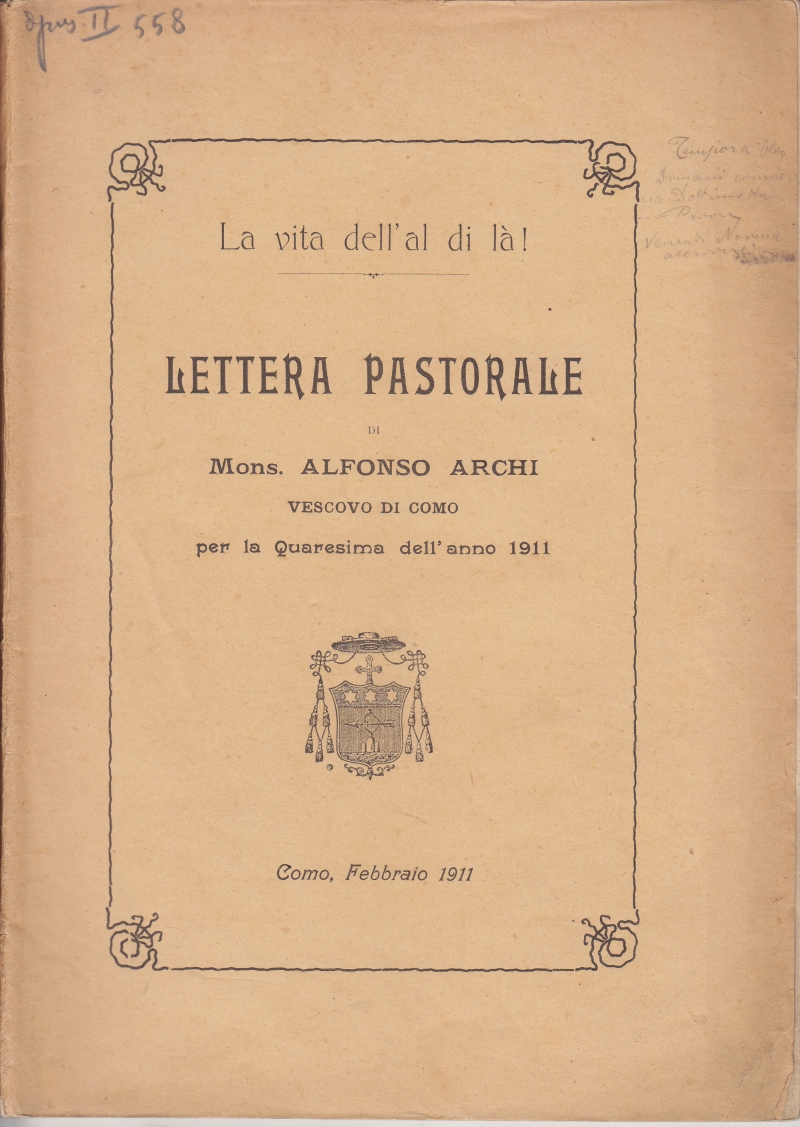 opus II 558
Tempora
La vita dell'al di là!
LETTERA PASTORALE
DI
Mons. ALFONSO ARCHI
VESCOVO DI COMO
per la Quaresima dell'anno 1911
Como, Febbraio 1911